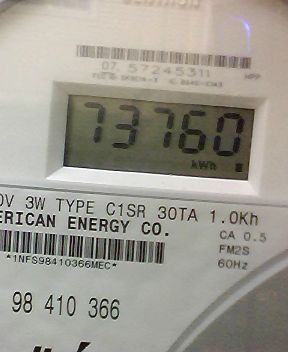 07. 57245311 HPP
73760
kWh
0V 3W TYPE C1SR 30TA 1.0Kh
ERICAN ENERGY CO.
CA 0.5
FM2S
60Hz
*1NFS98410366MEC*
98 410 366